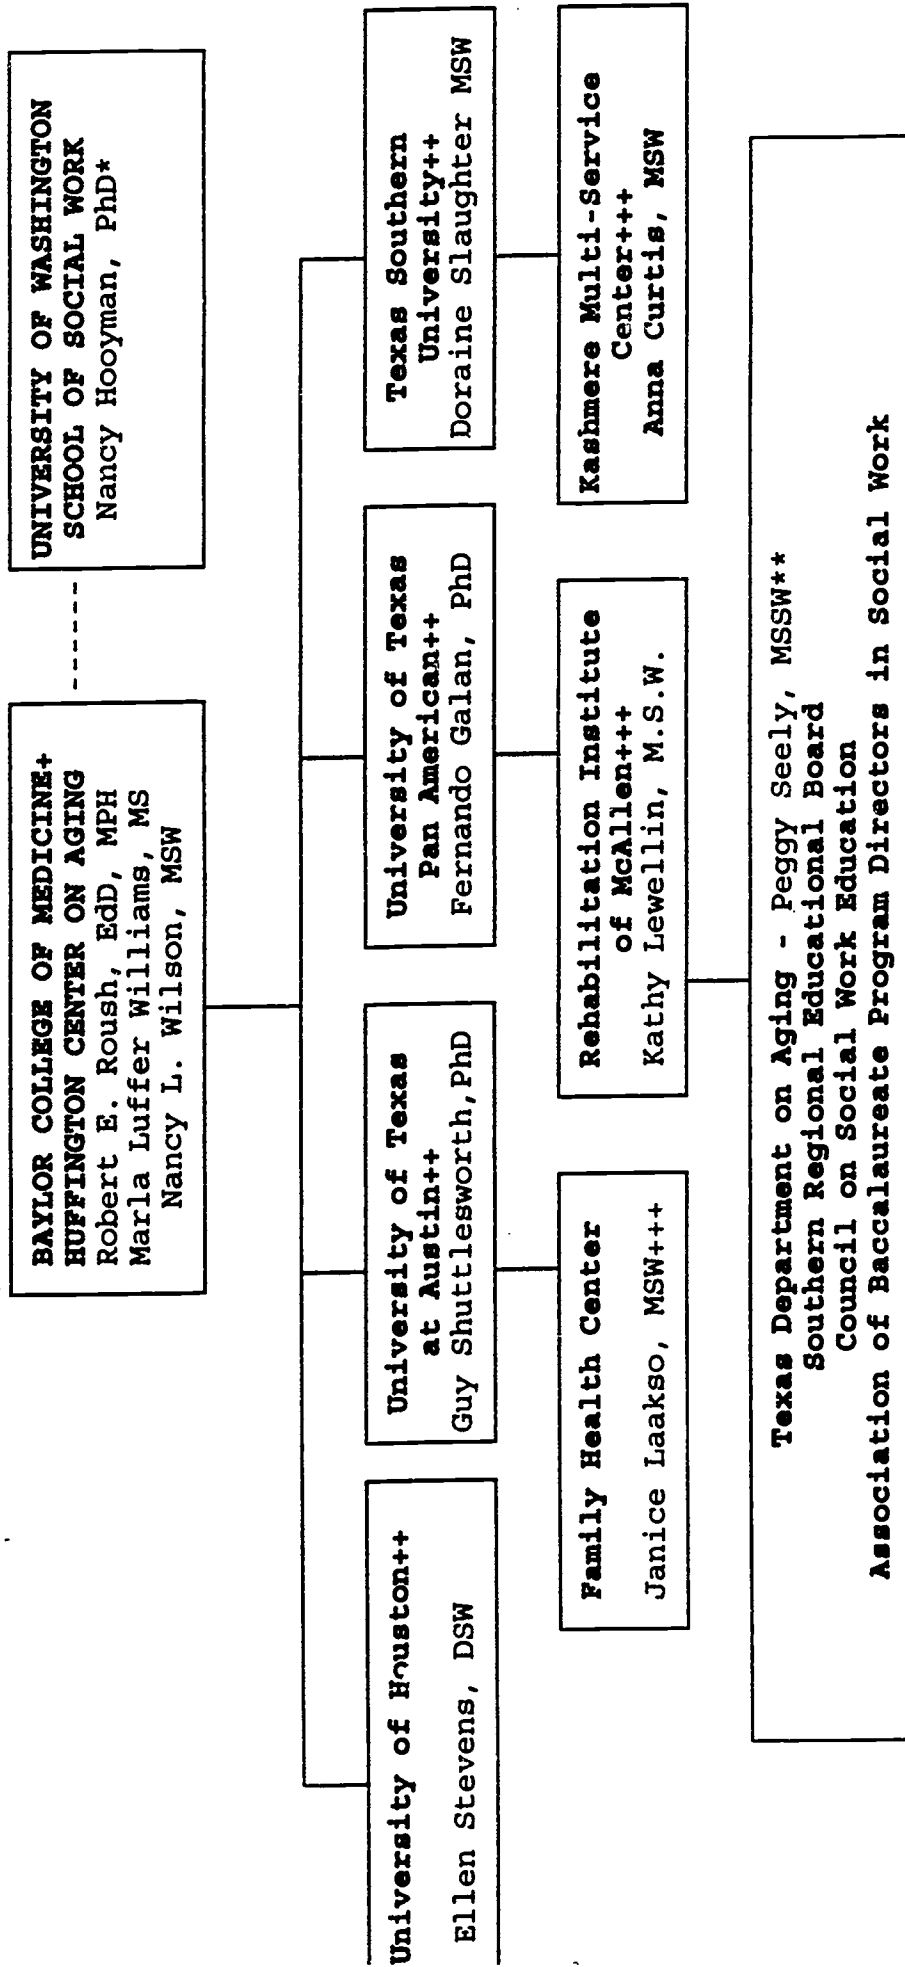 BAYLOR COLLEGE OF MEDICINE+
HUFFINGTON CENTER ON AGING
Robert E. Roush, EdD, MPH
Marla Luffer Williams, MS
Nancy L. Wilson, MSW
UNIVERSITY OF WASHINGTON
SCHOOL OF SOCIAL WORK
Nancy Hooyman, PhD*
University of Houston++
Ellen Stevens, DSW
University of Texas
at Austin++
Guy Shuttlesworth, PhD
University of Texas
Pan American++
Fernando Galan, PhD
Texas Southern
University++
Doraine Slaughter MSW
Family Health Center
Janice Laakso, MSW+++
Rehabilitation Institute
of McAllen+++
Kathy Lewellin, M.S.W.
Kashmere Multi-Service
Center+++
Anna Curtis, MSW
Texas Department on Aging - Peggy Seely, MSSW**
Southern Regional Educational Board
Council on Social Work Education
Association of Baccalaureate Program Directors in Social Work